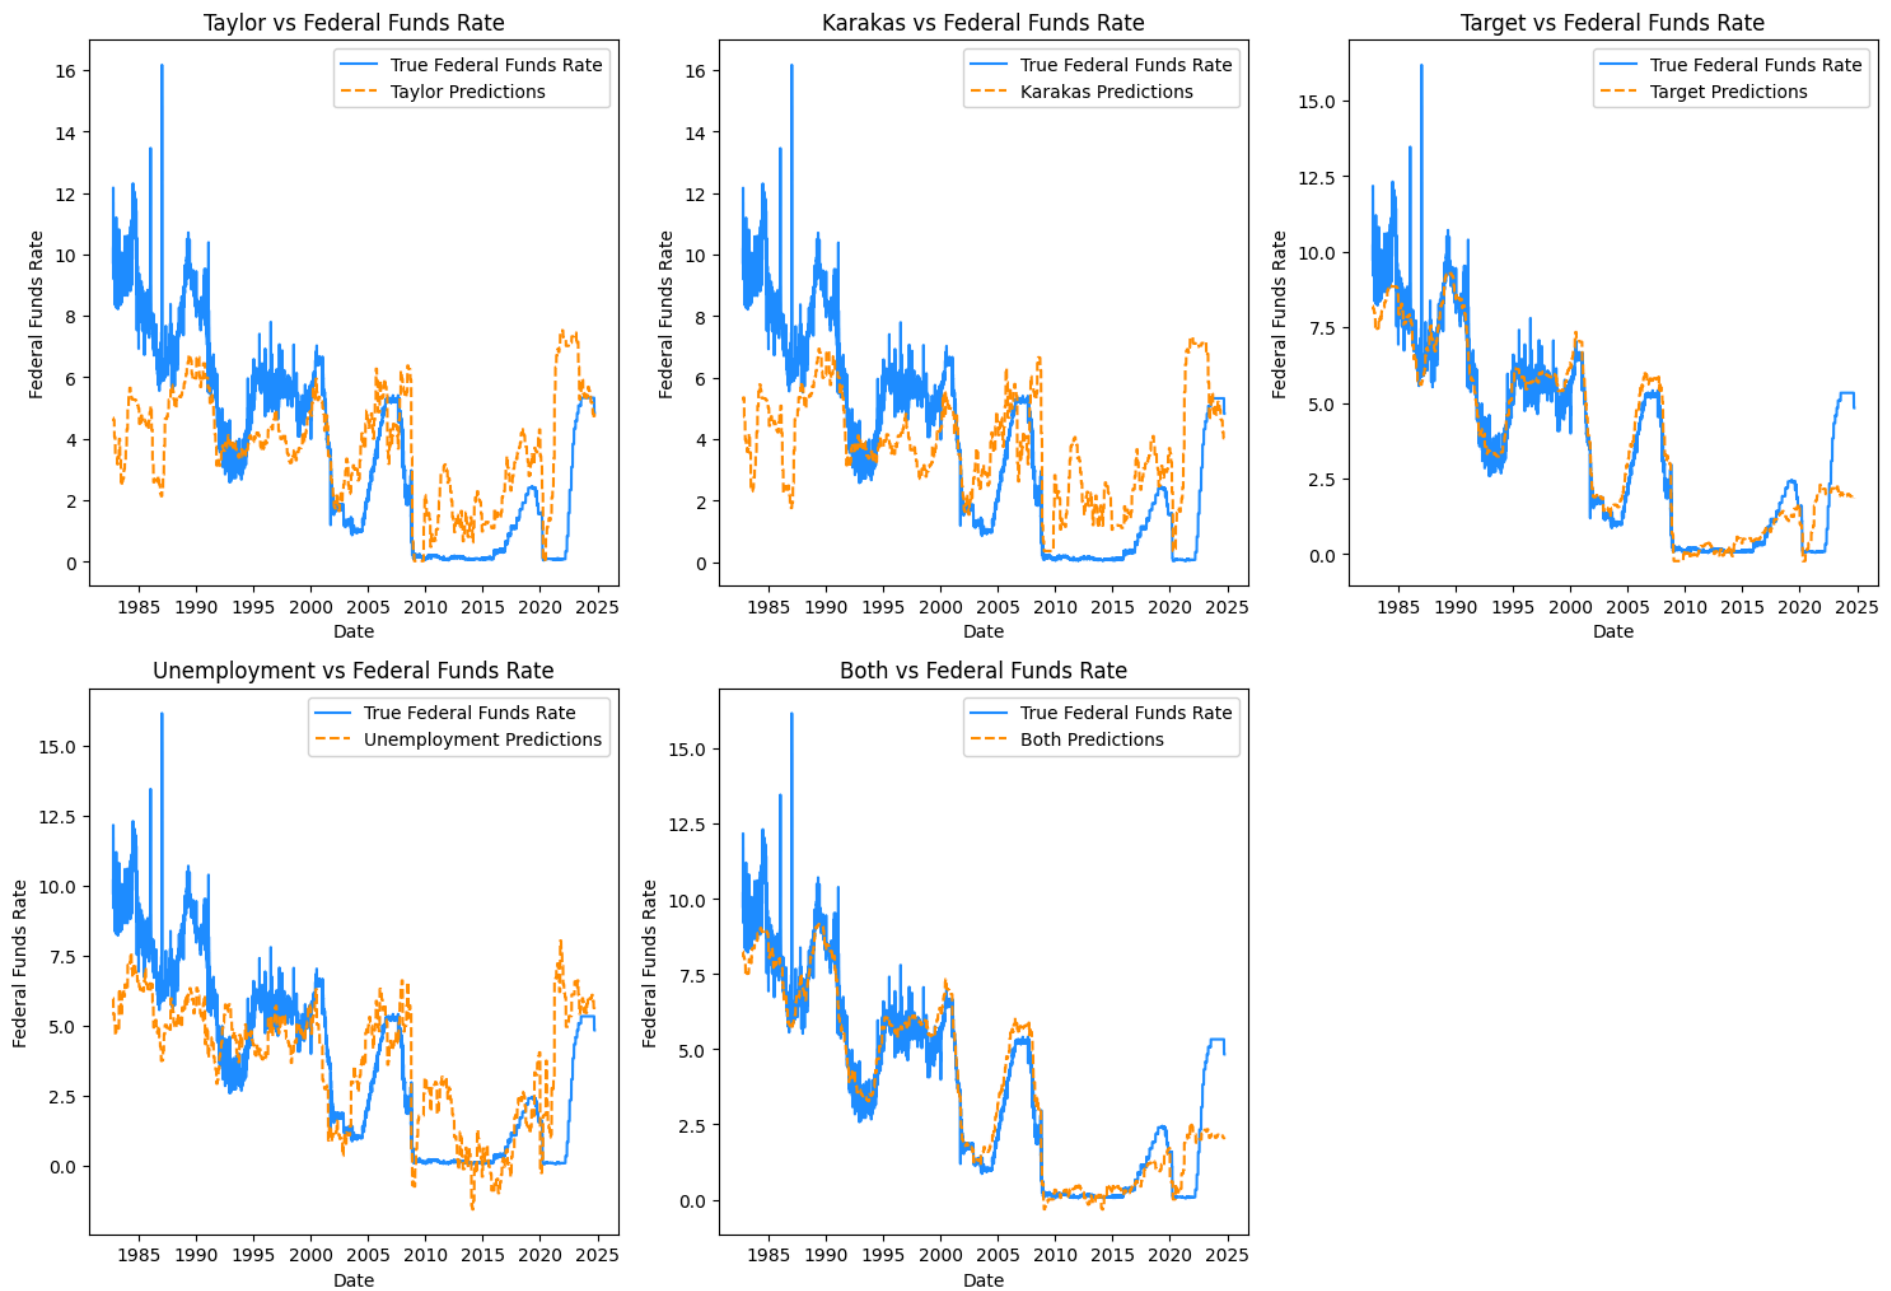 Taylor vs Federal Funds Rate
True Federal Funds Rate
Taylor Predictions
16
14
12
10
8
6
4
2
0
Federal Funds Rate
1985 1990 1995 2000 2005 2010 2015 2020 2025
Date
Karakas vs Federal Funds Rate
True Federal Funds Rate
Karakas Predictions
16
14
12
10
8
6
4
2
0
Federal Funds Rate
1985 1990 1995 2000 2005 2010 2015 2020 2025
Date
Target vs Federal Funds Rate
True Federal Funds Rate
Target Predictions
15.0
12.5
10.0
7.5
5.0
2.5
0.0
Federal Funds Rate
1985 1990 1995 2000 2005 2010 2015 2020 2025
Date
Unemployment vs Federal Funds Rate
True Federal Funds Rate
Unemployment Predictions
15.0
12.5
10.0
7.5
5.0
2.5
0.0
Federal Funds Rate
1985 1990 1995 2000 2005 2010 2015 2020 2025
Date
Both vs Federal Funds Rate
True Federal Funds Rate
Both Predictions
15.0
12.5
10.0
7.5
5.0
2.5
0.0
Federal Funds Rate
1985 1990 1995 2000 2005 2010 2015 2020 2025
Date